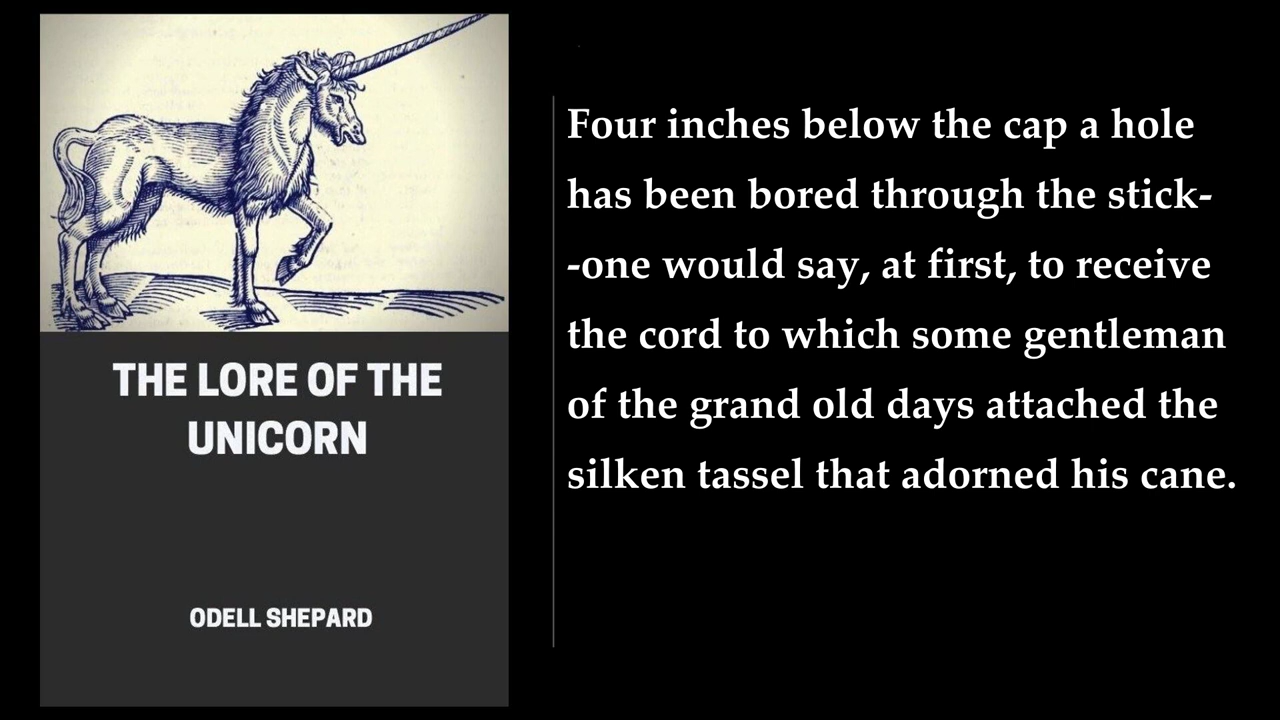 THE LORE OF THE
UNICORN
ODELL SHEPARD
Four inches below the cap a hole
has been bored through the stick-
-one would say, at first, to receive
the cord to which some gentleman
of the grand old days attached the
silken tassel that adorned his cane.